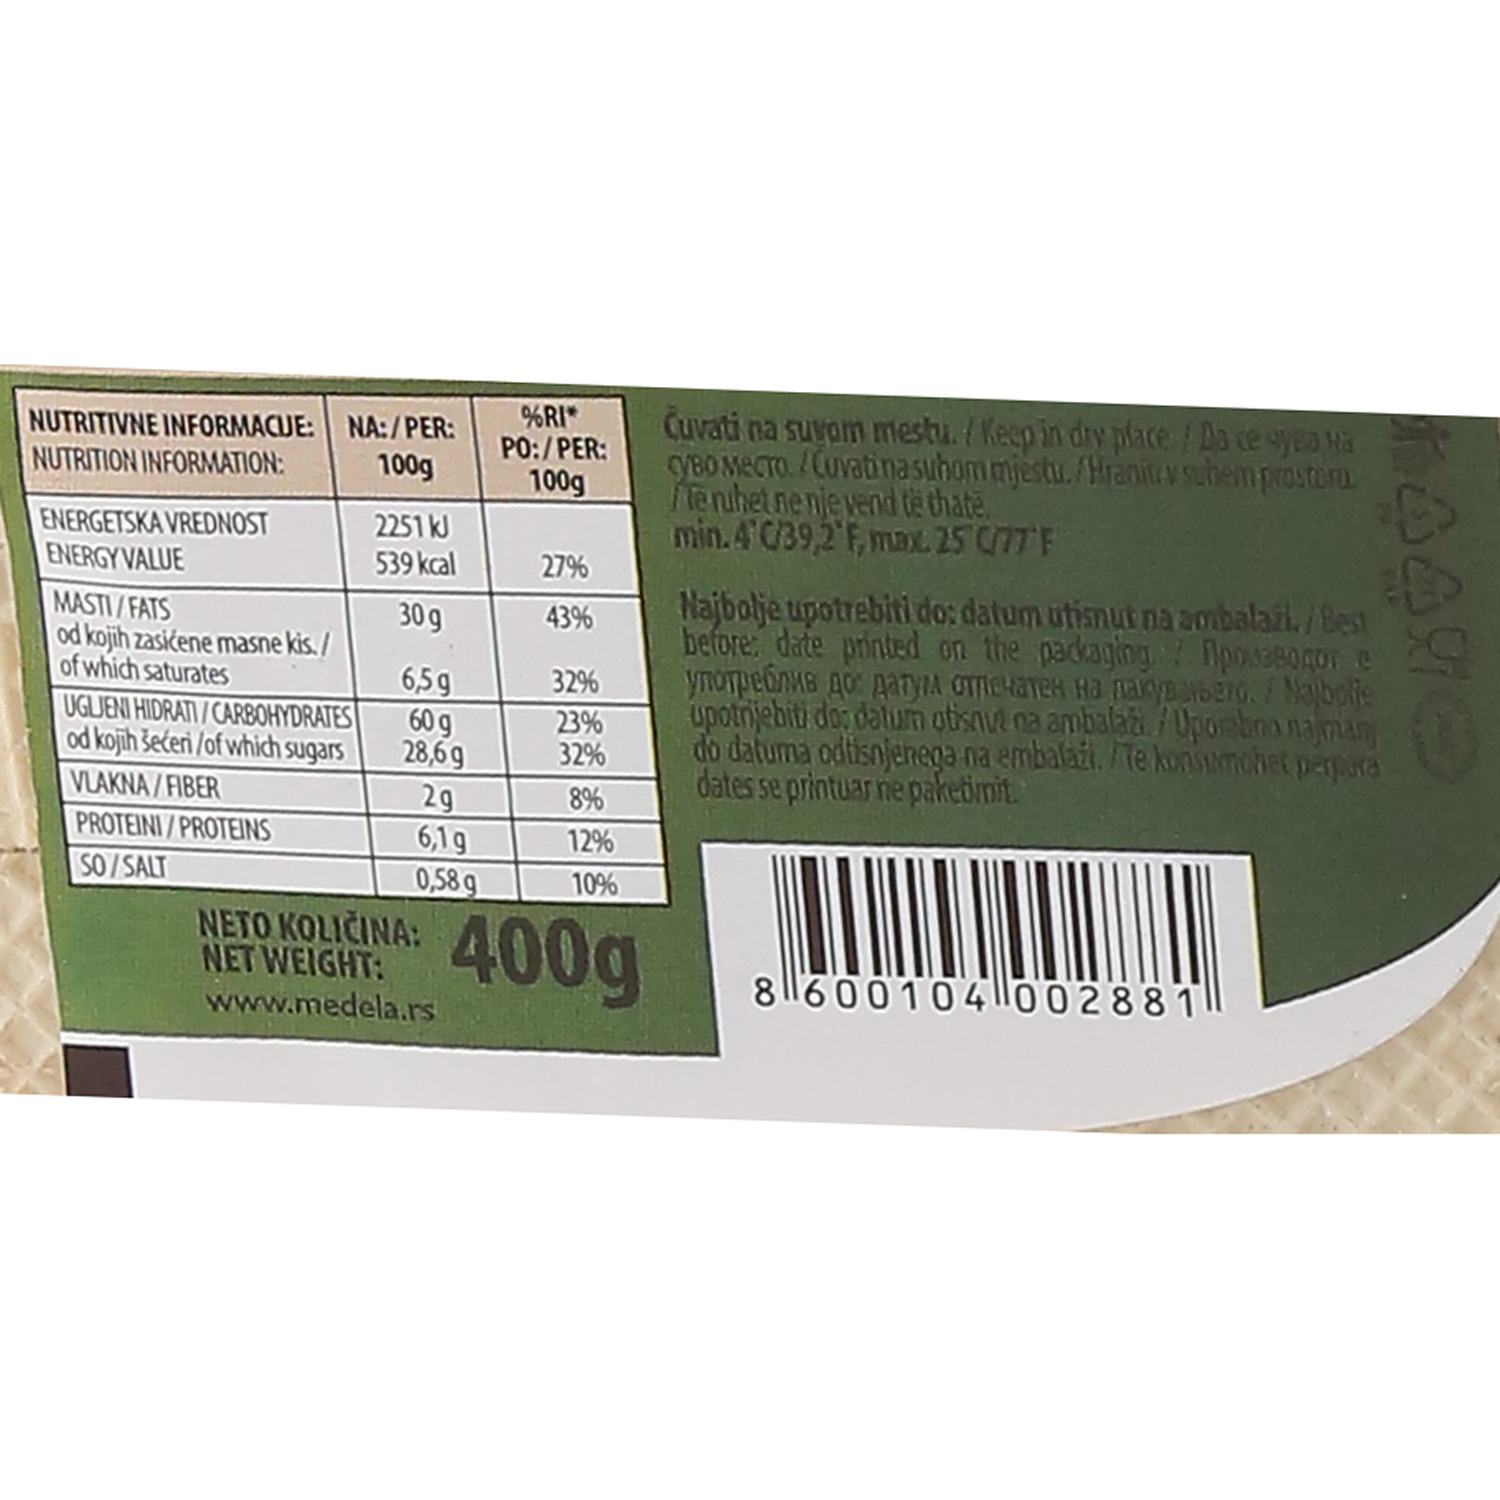 NUTRITIVNE INFORMACIJE:
NUTRITION INFORMATION:
NA: / PER:
100g
%RI*
PO: / PER:
100g
ENERGETSKA VREDNOST
ENERGY VALUE
2251 kJ
539 kcal
27%
MASTI / FATS
od kojih zasićene masne kis. /
of which saturates
30 g
43%
6,5 g
32%
UGLJENI HIDRATI / CARBOHYDRATES
60 g
23%
od kojih šećeri /of which sugars
28,6 g
32%
VLAKNA / FIBER
2 g
8%
PROTEINI / PROTEINS
6,1 g
12%
SO / SALT
0,58 g
10%
NETO KOLIČINA:
NET WEIGHT:
400g
www.medela.rs
Čuvati na suvom mestu. / Keep in dry place. / Да се чува на
суво место. / Čuvati na suhom mjestu. / Hraniti v suhem prostoru.
/ Të ruhet ne nje vend të thatë.
min. 4°C/39,2°F, max. 25°C/77°F
Najbolje upotrebiti do: datum utisnut na ambalaži. / Best
before: date printed on the packaging. / Производот е
употреблив до: датум отпечатен на пакувањето. / Najbolje
upotrijebiti do: datum otisnut na ambalaži. / Uporabno najmanj
do datuma odtisnjenega na embalaži. / Te konsumohet perpara
dates se printuar ne paketimit.
8 600104 002881